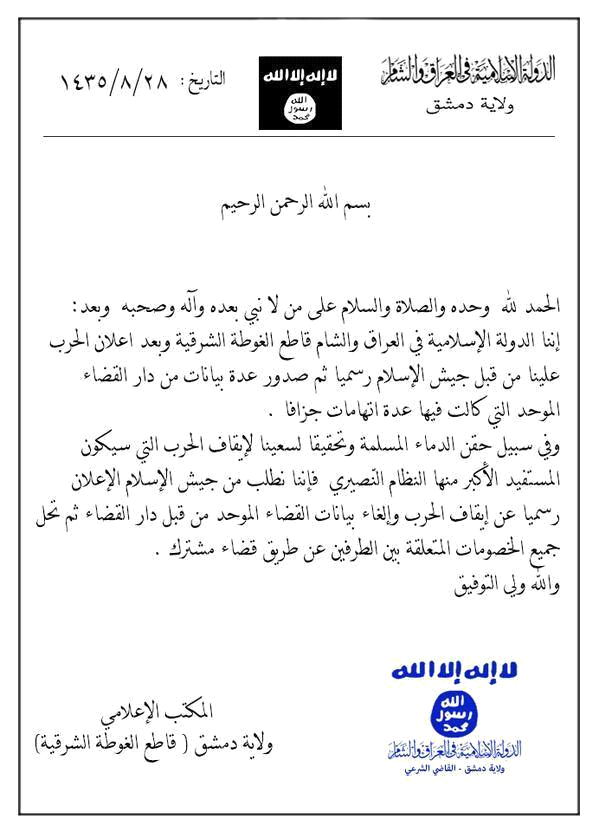 الدولة الإسلامية في العراق والشام
ولاية دمشق
لا إله إلا الله
الله
رسول
محمد
التاريخ : ١٤٣٥/٨/٢٨
بسم الله الرحمن الرحيم
الحمد لله وحده والصلاة والسلام على من لا نبي بعده وآله وصحبه وبعد :
إننا الدولة الإسلامية في العراق والشام قاطع الغوطة الشرقية وبعد اعلان الحرب
علينا من قبل جيش الإسلام رسميا ثم صدور عدة بيانات من دار القضاء
الموحد التي كالت فيها عدة اتهامات جزافا .
وفي سبيل حقن الدماء المسلمة وتحقيقا لسعينا لإيقاف الحرب التي سيكون
المستفيد الأكبر منها النظام النصيري فإننا نطلب من جيش الإسلام الإعلان
رسميا عن إيقاف الحرب وإلغاء بيانات القضاء الموحد من قبل دار القضاء ثم تحل
جميع الخصومات المتعلقة بين الطرفين عن طريق قضاء مشترك .
والله ولي التوفيق
لا إله إلا الله
الله
رسول
محمد
الدولة الإسلامية في العراق والشام
ولاية دمشق - القاضي الشرعي
المكتب الإعلامي
ولاية دمشق ( قاطع الغوطة الشرقية)